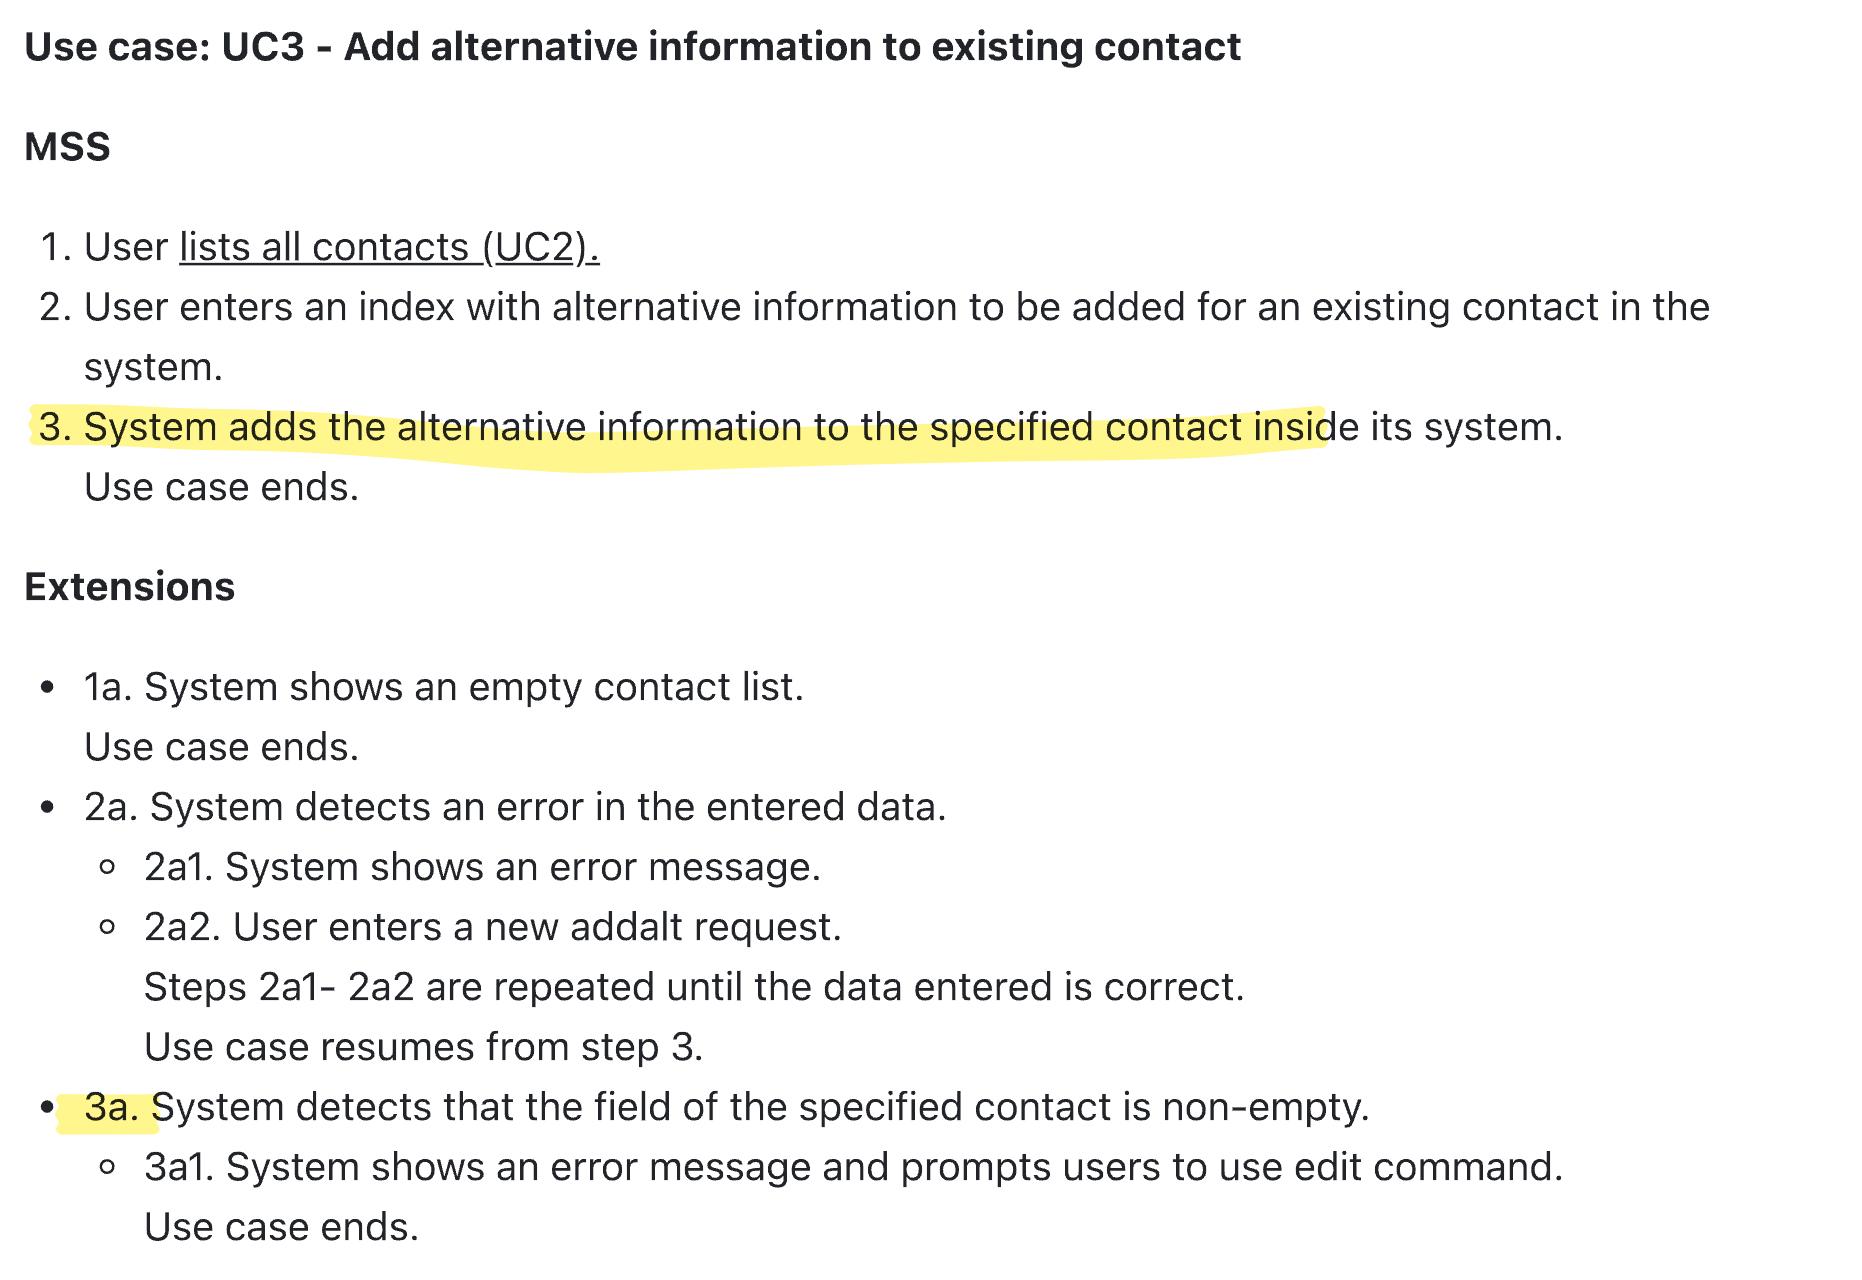 Use case: UC3 - Add alternative information to existing contact
MSS
1. User lists all contacts (UC2).
2. User enters an index with alternative information to be added for an existing contact in the
system.
3. System adds the alternative information to the specified contact inside its system.
Use case ends.
Extensions
• 1a. System shows an empty contact list.
Use case ends.
• 2a. System detects an error in the entered data.
◦ 2a1. System shows an error message.
◦ 2a2. User enters a new addalt request.
Steps 2a1- 2a2 are repeated until the data entered is correct.
Use case resumes from step 3.
• 3a. System detects that the field of the specified contact is non-empty.
◦ 3a1. System shows an error message and prompts users to use edit command.
Use case ends.